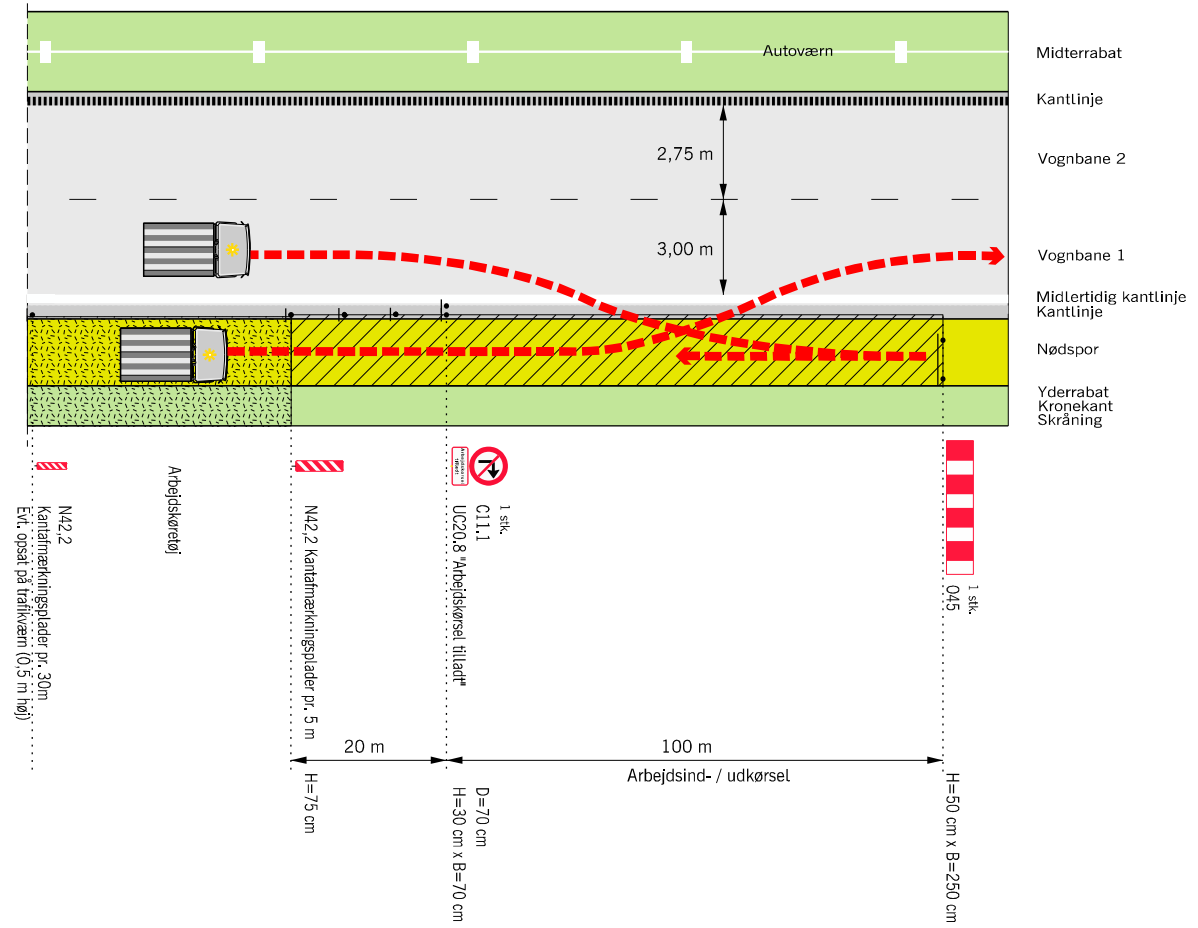 Autoværn
Midterrabat
Kantlinje
2,75 m
Vognbane 2
3,00 m
Vognbane 1
Midlertidig kantlinje
Kantlinje
Nødspor
Yderrabat
Kronekant
Skråning
N42,2
Kantafmærkningsplader pr. 30m
Evt. opsat på trafikværn (0,5 m høj)
Arbejdskøretøj
N42,2 Kantafmærkningsplader pr. 5 m
Arbejdskørsel
tilladt
1 stk.
C11.1
UC20.8 "Arbejdskørsel tilladt"
1 stk.
O45
20 m
100 m
Arbejdsind- / udkørsel
H=75 cm
D=70 cm
H=30 cm x B=70 cm
H=50 cm x B=250 cm